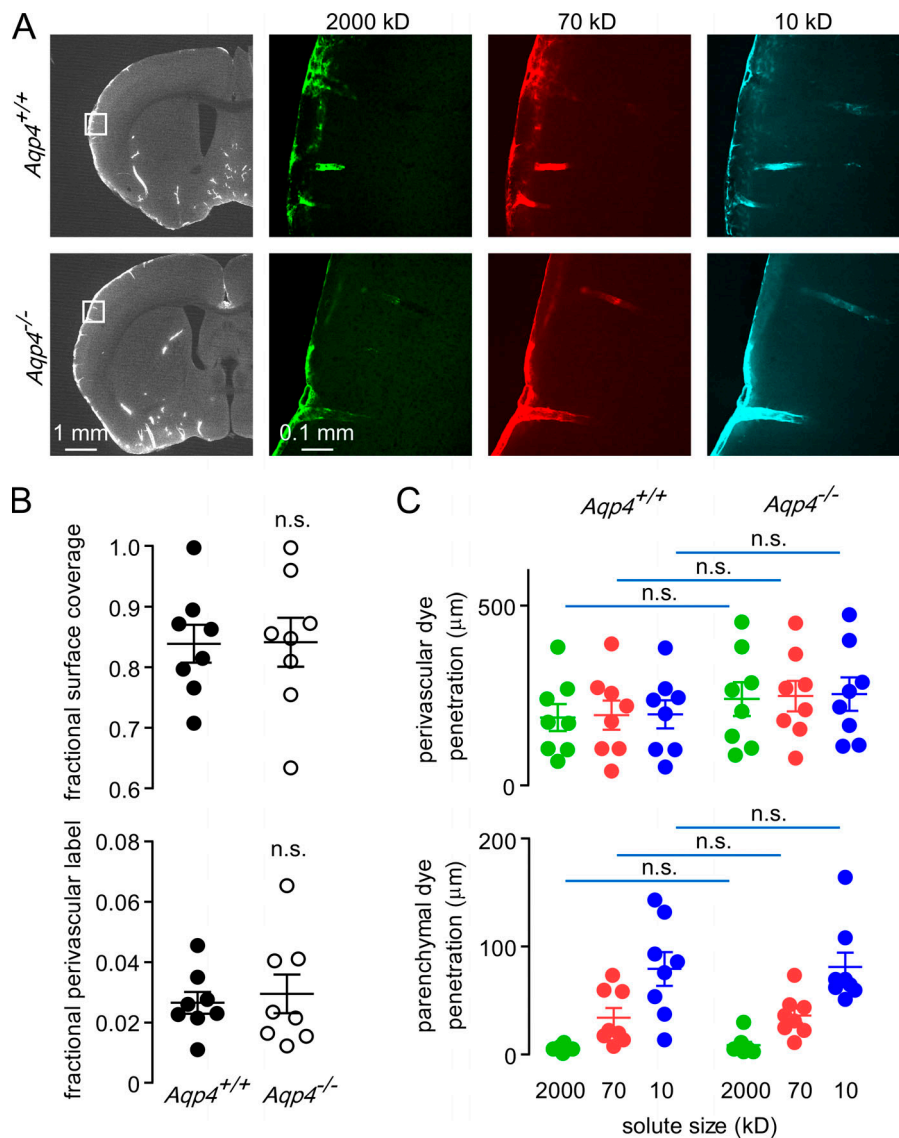 A
2000 kD
70 kD
10 kD
Aqp4+/+
Aqp4-/-
1 mm
0.1 mm
B
n.s.
fractional surface coverage
1.0
0.9
0.8
0.7
0.6
n.s.
fractional perivascular label
0.08
0.06
0.04
0.02
0
Aqp4+/+
Aqp4-/-
C
Aqp4+/+
Aqp4-/-
n.s.
n.s.
n.s.
perivascular dye
penetration (μm)
500
0
n.s.
n.s.
n.s.
parenchymal dye
penetration (μm)
200
100
0
2000 70 10 2000 70 10
solute size (kD)